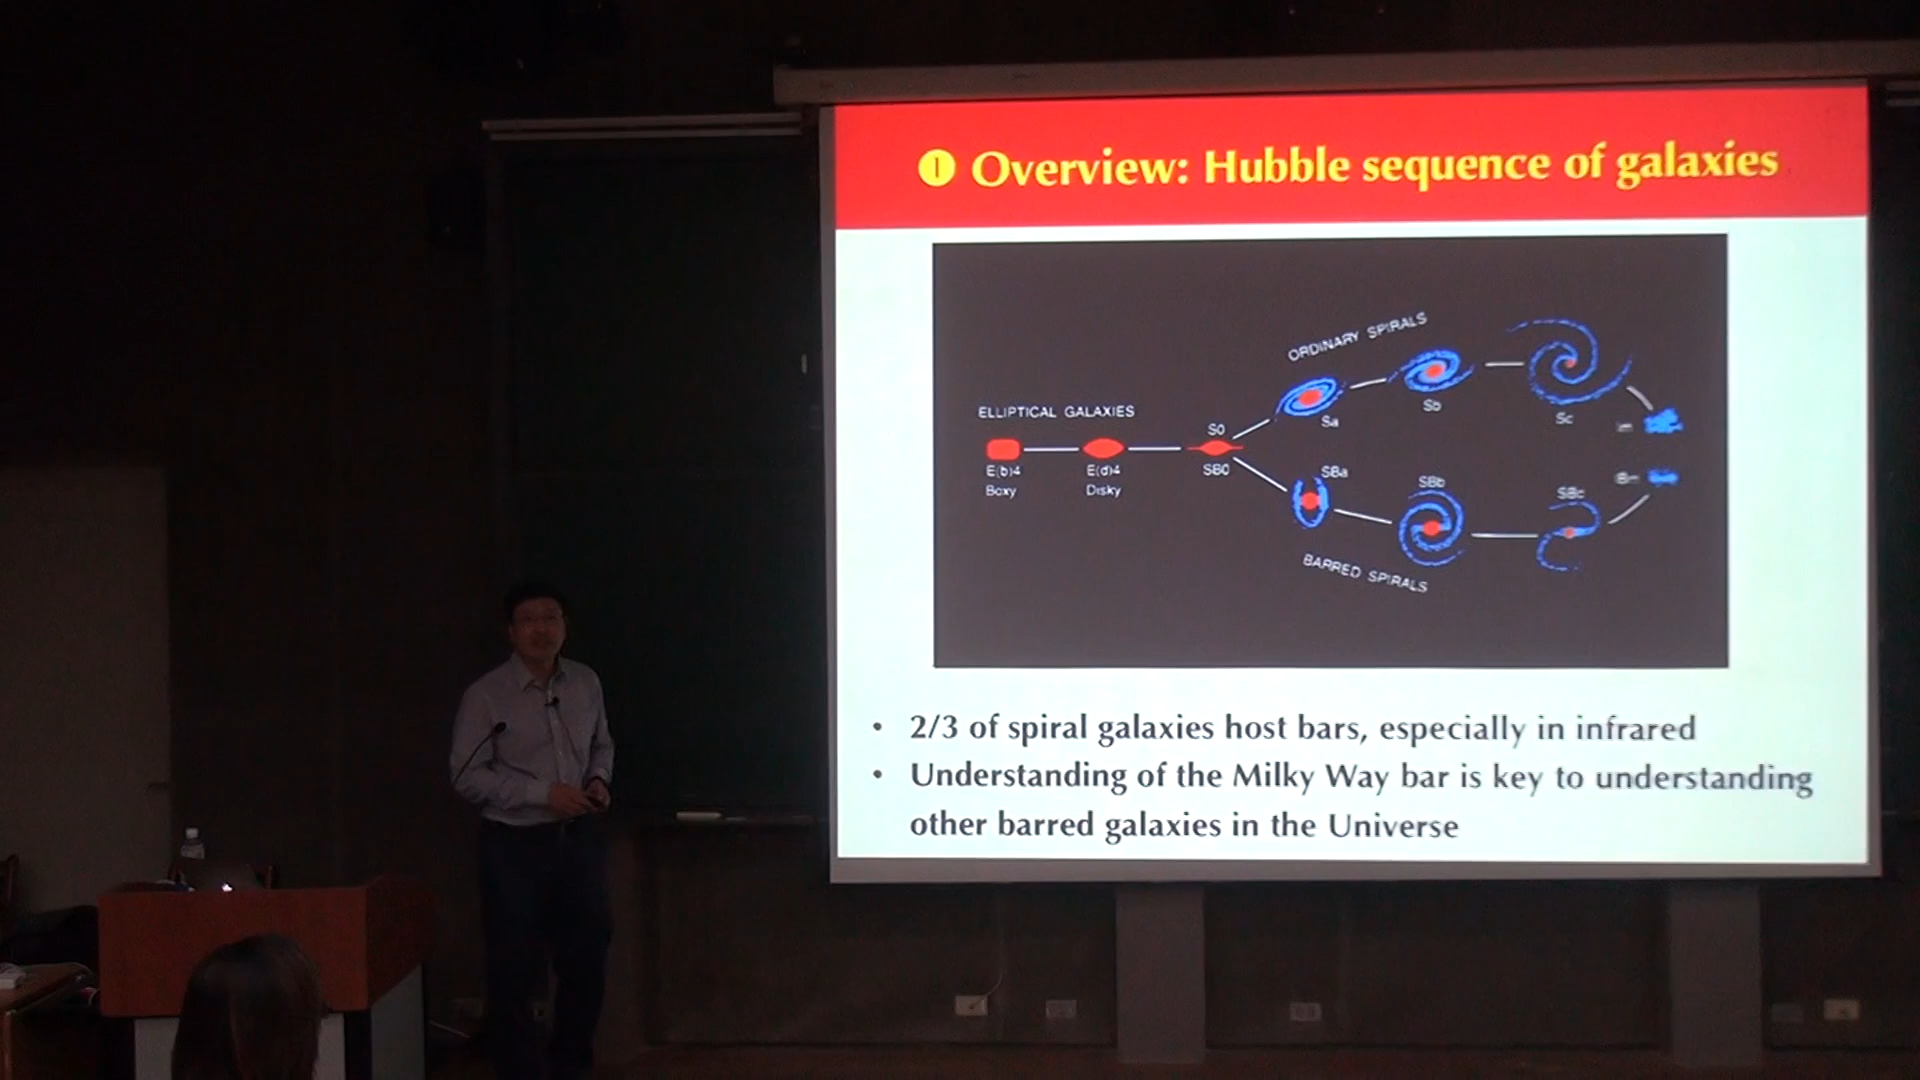 1 Overview: Hubble sequence of galaxies
ORDINARY SPIRALS
ELLIPTICAL GALAXIES
Sa
Sb
Sc
S0
E(b)4
Boxy
E(d)4
Disky
SB0
SBa
SBb
SBc
BARRED SPIRALS
• 2/3 of spiral galaxies host bars, especially in infrared
• Understanding of the Milky Way bar is key to understanding
other barred galaxies in the Universe